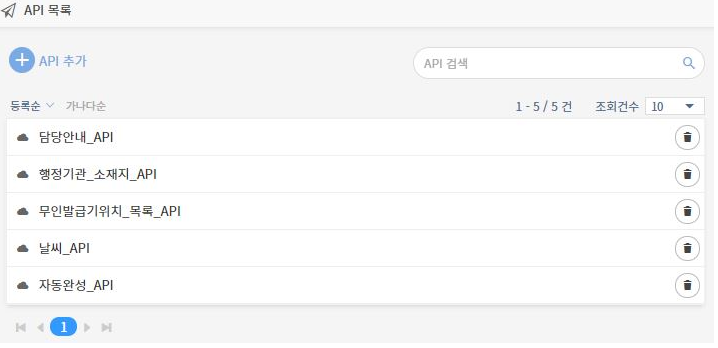 API 목록
API 추가
API 검색
등록순 가나다순 1 - 5 / 5 건 조회건수 10
담당안내_API
행정기관_소재지_API
무인발급기위치_목록_API
날씨_API
자동완성_API
1